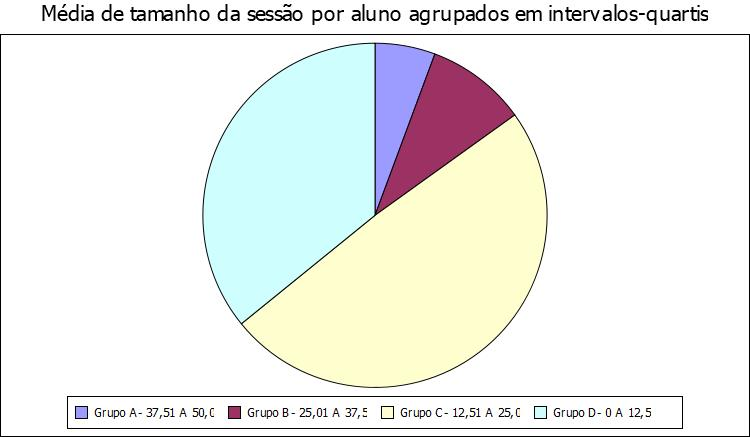 Média de tamanho da sessão por aluno agrupados em intervalos-quartis
Grupo A- 37,51 A 50,0 Grupo B- 25,01 A 37,5 Grupo C- 12,51 A 25,0 Grupo D- 0 A 12,5